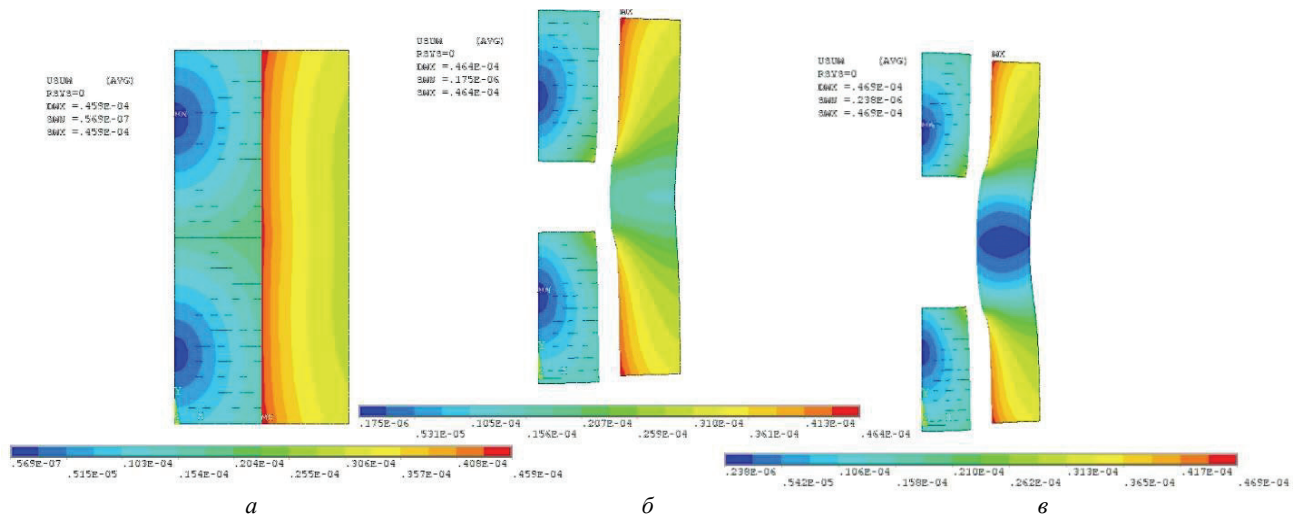 USUM (AVG)
RSYS=0
DMX =.459E-04
SMN =.569E-07
SMX =.459E-04
.569E-07 .103E-04 .204E-04 .306E-04 .408E-04
.515E-05 .154E-04 .255E-04 .357E-04 .459E-04
а
USUM (AVG)
RSYS=0
DMX =.464E-04
SMN =.175E-06
SMX =.464E-04
MX
.175E-06 .105E-04 .207E-04 .310E-04 .413E-04
.531E-05 .156E-04 .259E-04 .361E-04 .464E-04
б
USUM (AVG)
RSYS=0
DMX =.469E-04
SMN =.238E-06
SMX =.469E-04
MX
.238E-06 .106E-04 .210E-04 .313E-04 .417E-04
.542E-05 .158E-04 .262E-04 .365E-04 .469E-04
в